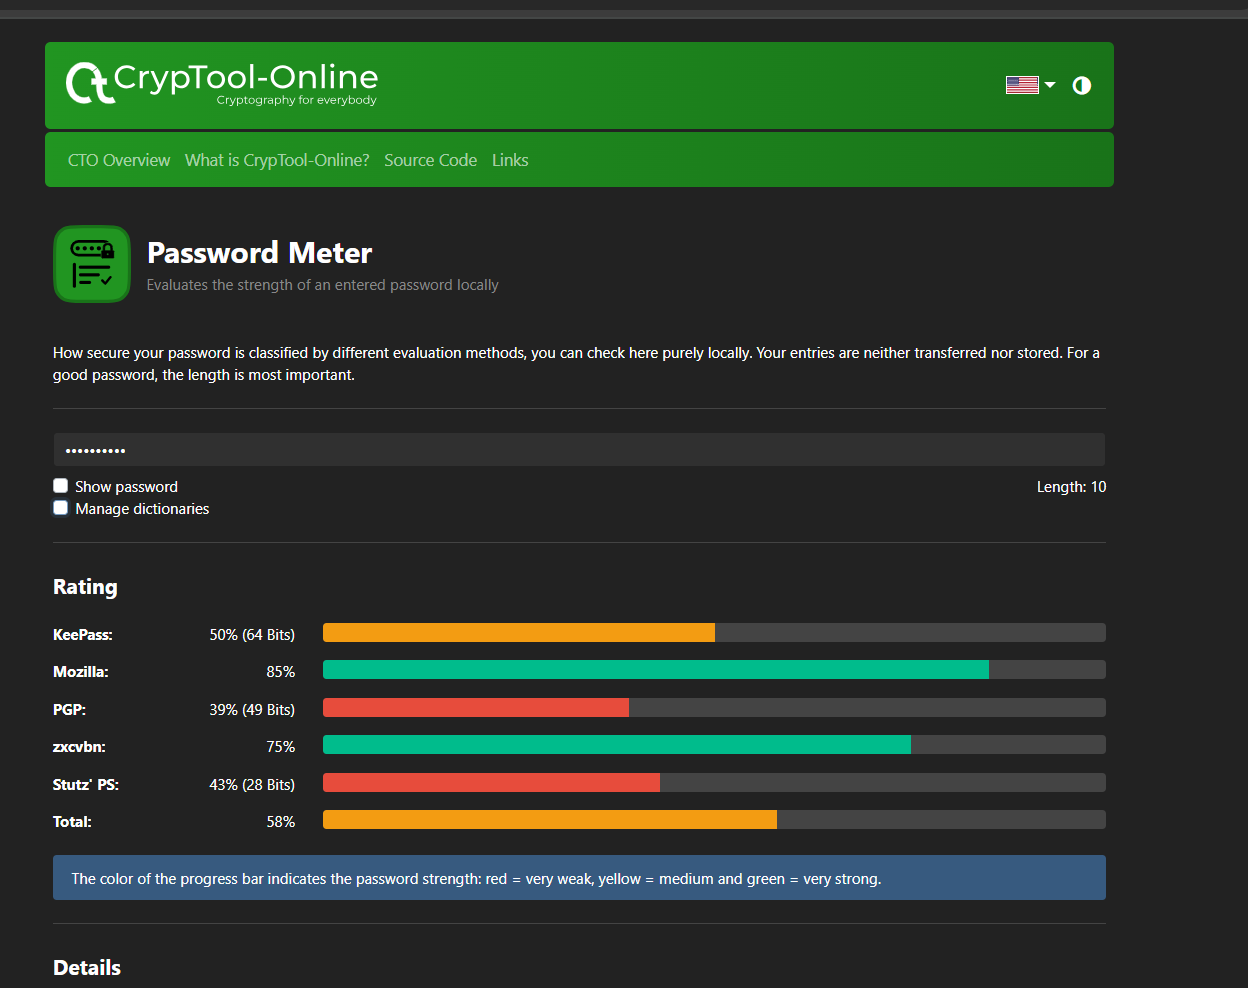 CrypTool-Online
Cryptography for everybody
CTO Overview What is CrypTool-Online? Source Code Links
Password Meter
Evaluates the strength of an entered password locally
How secure your password is classified by different evaluation methods, you can check here purely locally. Your entries are neither transferred nor stored. For a
good password, the length is most important.
••••••••••
Show password Length: 10
Manage dictionaries
Rating
KeePass: 50% (64 Bits)
Mozilla: 85%
PGP: 39% (49 Bits)
zxcvbn: 75%
Stutz' PS: 43% (28 Bits)
Total: 58%
The color of the progress bar indicates the password strength: red = very weak, yellow = medium and green = very strong.
Details